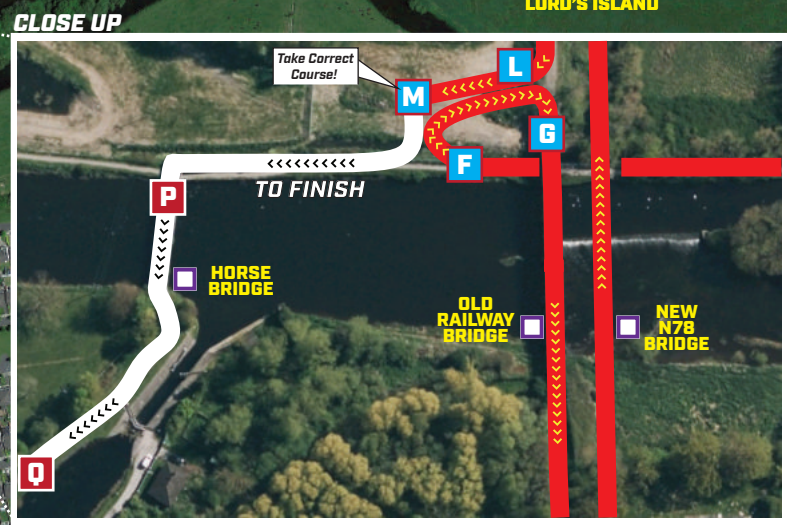 LORD'S ISLAND
CLOSE UP
Take Correct
Course!
L
M
G
F
P
TO FINISH
HORSE
BRIDGE
OLD
RAILWAY
BRIDGE
NEW
N78
BRIDGE
Q